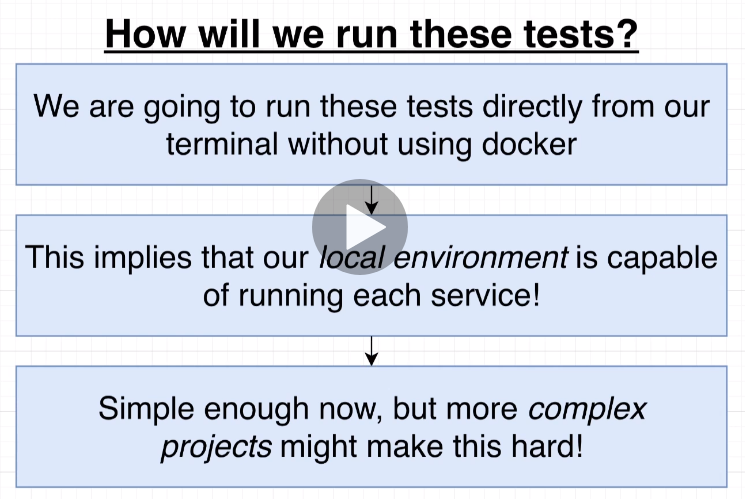 How will we run these tests?
We are going to run these tests directly from our
terminal without using docker
This implies that our local environment is capable
of running each service!
Simple enough now, but more complex
projects might make this hard!